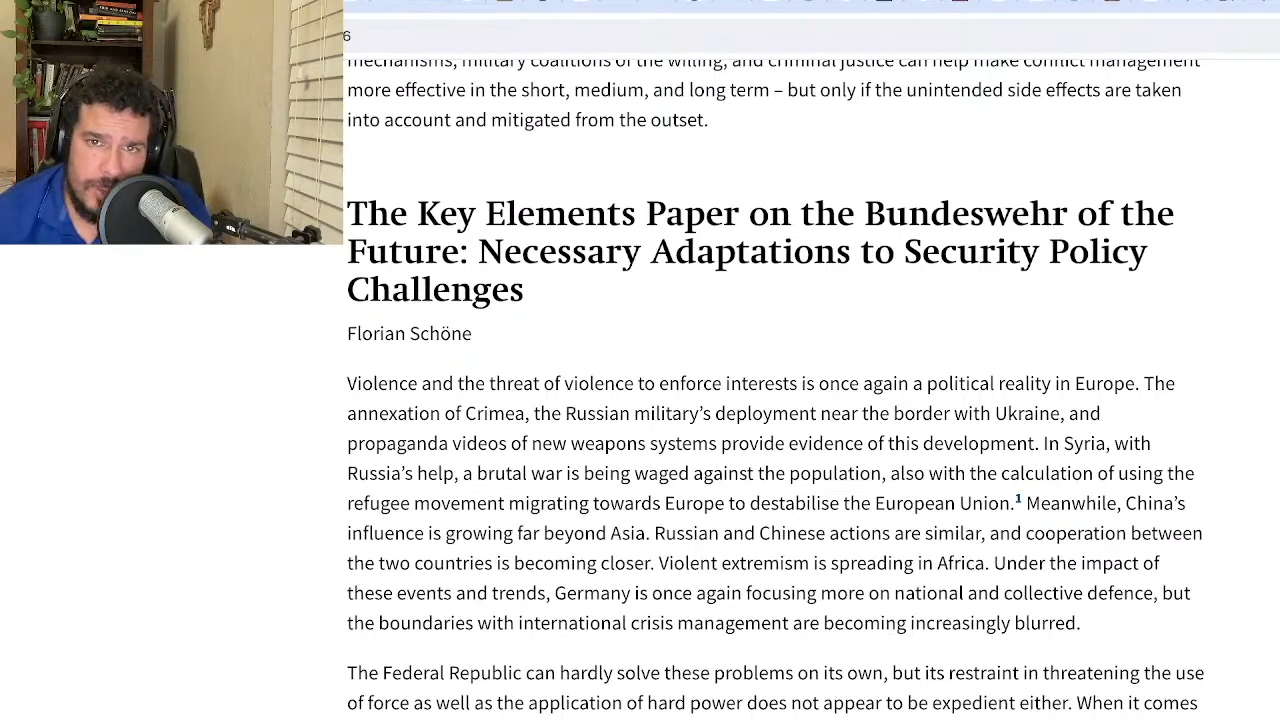 6
mechanisms, military coalitions of the willing, and criminal justice can help make conflict management
more effective in the short, medium, and long term – but only if the unintended side effects are taken
into account and mitigated from the outset.
The Key Elements Paper on the Bundeswehr of the
Future: Necessary Adaptations to Security Policy
Challenges
Florian Schöne
Violence and the threat of violence to enforce interests is once again a political reality in Europe. The
annexation of Crimea, the Russian military’s deployment near the border with Ukraine, and
propaganda videos of new weapons systems provide evidence of this development. In Syria, with
Russia’s help, a brutal war is being waged against the population, also with the calculation of using the
refugee movement migrating towards Europe to destabilise the European Union.1 Meanwhile, China’s
influence is growing far beyond Asia. Russian and Chinese actions are similar, and cooperation between
the two countries is becoming closer. Violent extremism is spreading in Africa. Under the impact of
these events and trends, Germany is once again focusing more on national and collective defence, but
the boundaries with international crisis management are becoming increasingly blurred.
The Federal Republic can hardly solve these problems on its own, but its restraint in threatening the use
of force as well as the application of hard power does not appear to be expedient either. When it comes